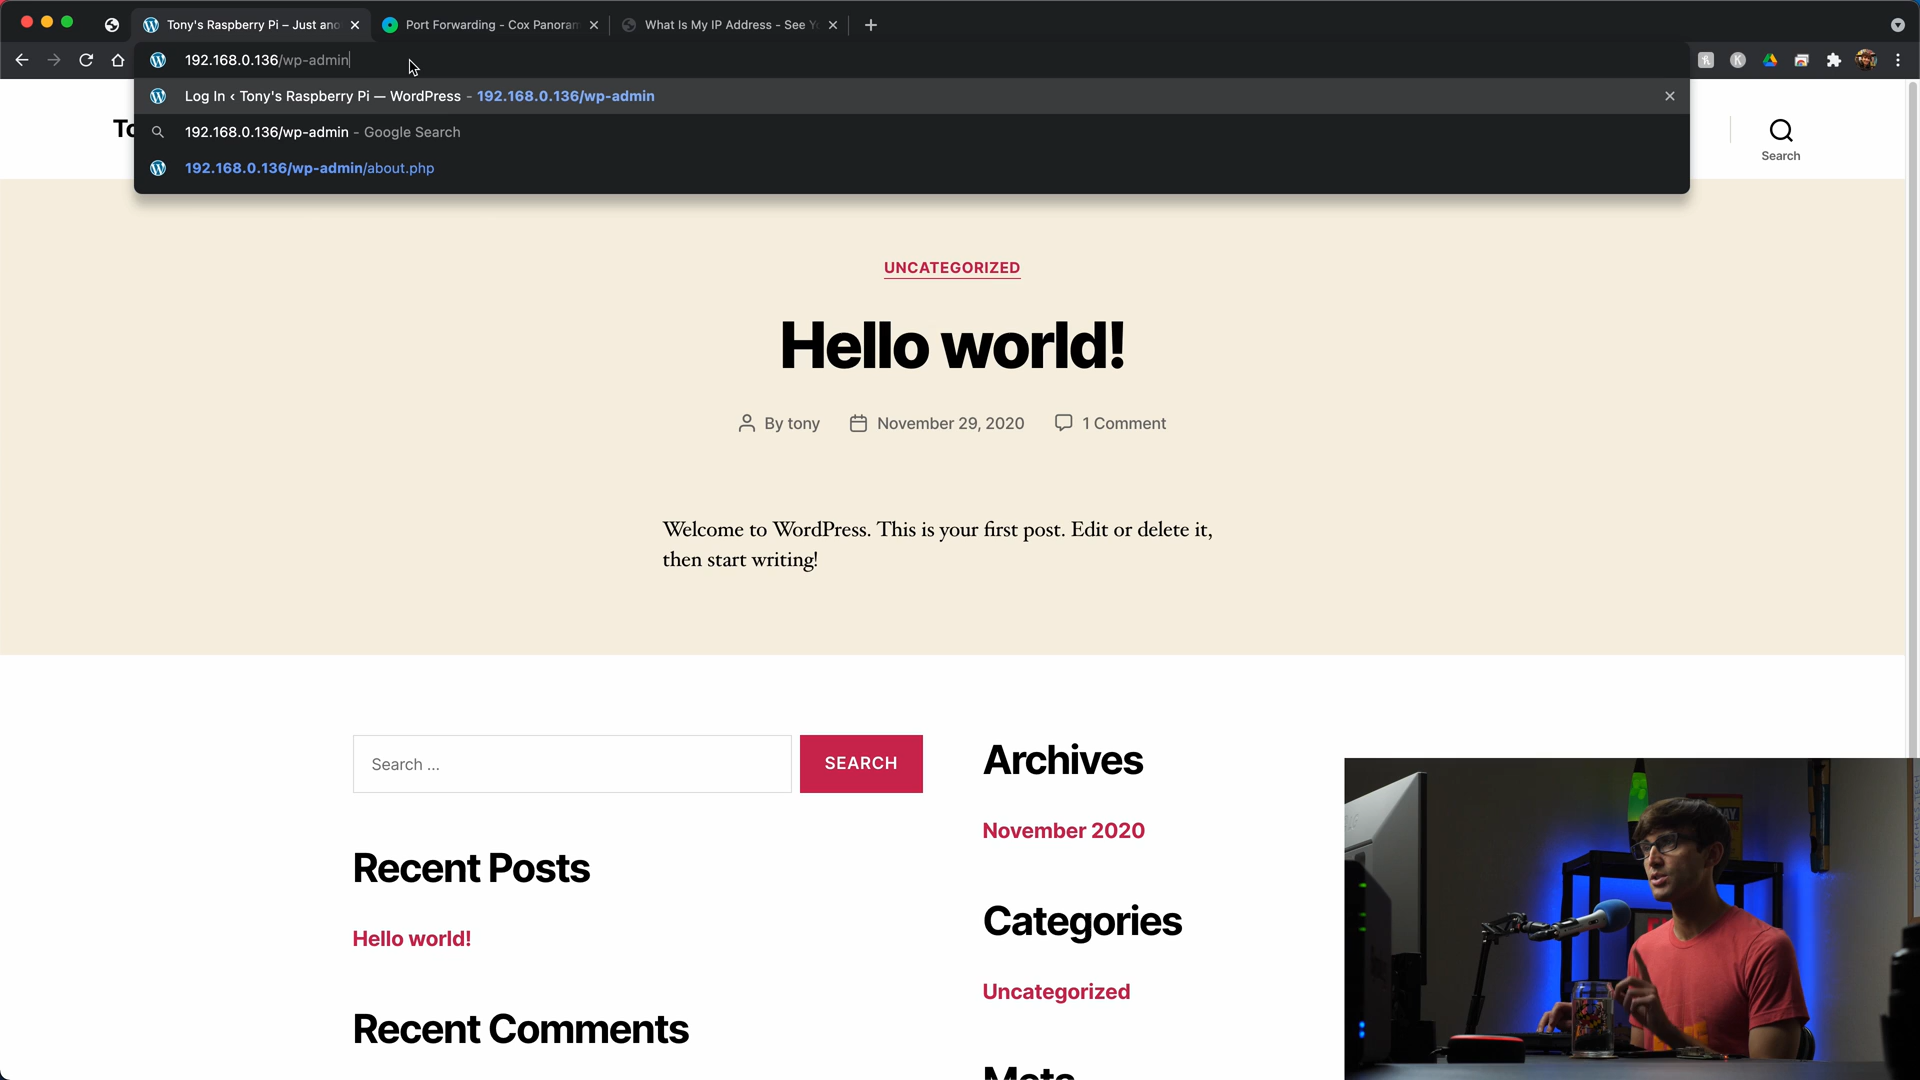 Tony's Raspberry Pi – Just ano
Port Forwarding - Cox Panoram
What Is My IP Address - See Y
192.168.0.136/wp-admin
Log In ‹ Tony's Raspberry Pi — WordPress - 192.168.0.136/wp-admin
192.168.0.136/wp-admin - Google Search
192.168.0.136/wp-admin/about.php
To
Search
UNCATEGORIZED
Hello world!
By tony
November 29, 2020
1 Comment
Welcome to WordPress. This is your first post. Edit or delete it,
then start writing!
Search ...
SEARCH
Archives
November 2020
Recent Posts
Hello world!
Categories
Uncategorized
Recent Comments
Meta